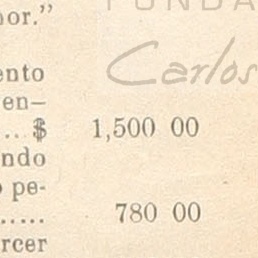 or.”
FUNDA
Carlos
ento
en—
... $ 1,500 00
ndo
pe-
..... 780 00
rcer